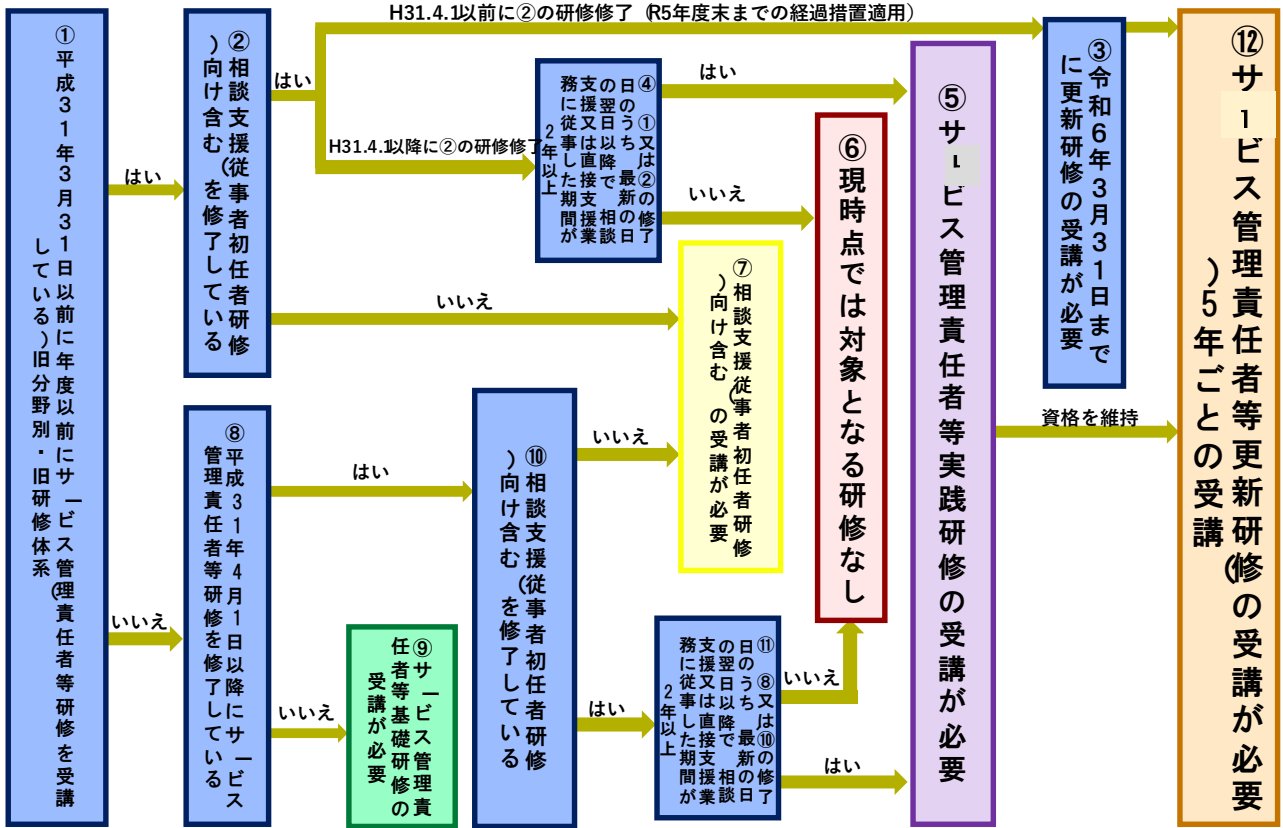 H31.4.1以前に②の研修修了（R5年度末までの経過措置適用）
①平成31年3月31日以前に年度以前にサービス管理責任者等研修を受講
している）旧分野別・旧研修体系（
はい
いいえ
②相談支援従事者初任者研修
）向け含む（を修了している
はい
H31.4.1以降に②の研修修了
いいえ
③令和6年3月31日まで
に更新研修の受講が必要
④ ①又は②の修了
日のうち 最新の日
の翌日以降で 相談
支援又は直接支援業
務に従事した期間が
2年以上
はい
いいえ
⑤サービス管理責任者等実践研修の受講が必要
資格を維持
⑥現時点では対象となる研修なし
⑦相談支援従事者初任者研修
）向け含む（の受講が必要
⑧平成31年4月1日以降にサービス
管理責任者等研修を修了している
はい
いいえ
⑨サービス管理責
任者等基礎研修の
受講が必要
⑩相談支援従事者初任者研修
）向け含む（を修了している
いいえ
はい
⑪ ⑧又は⑩の修了
日のうち 最新の日
の翌日以降で 相談
支援又は直接支援業
務に従事した期間が
2年以上
いいえ
はい
⑫サービス管理責任者等更新研修の受講が必要
）5年ごとの受講（